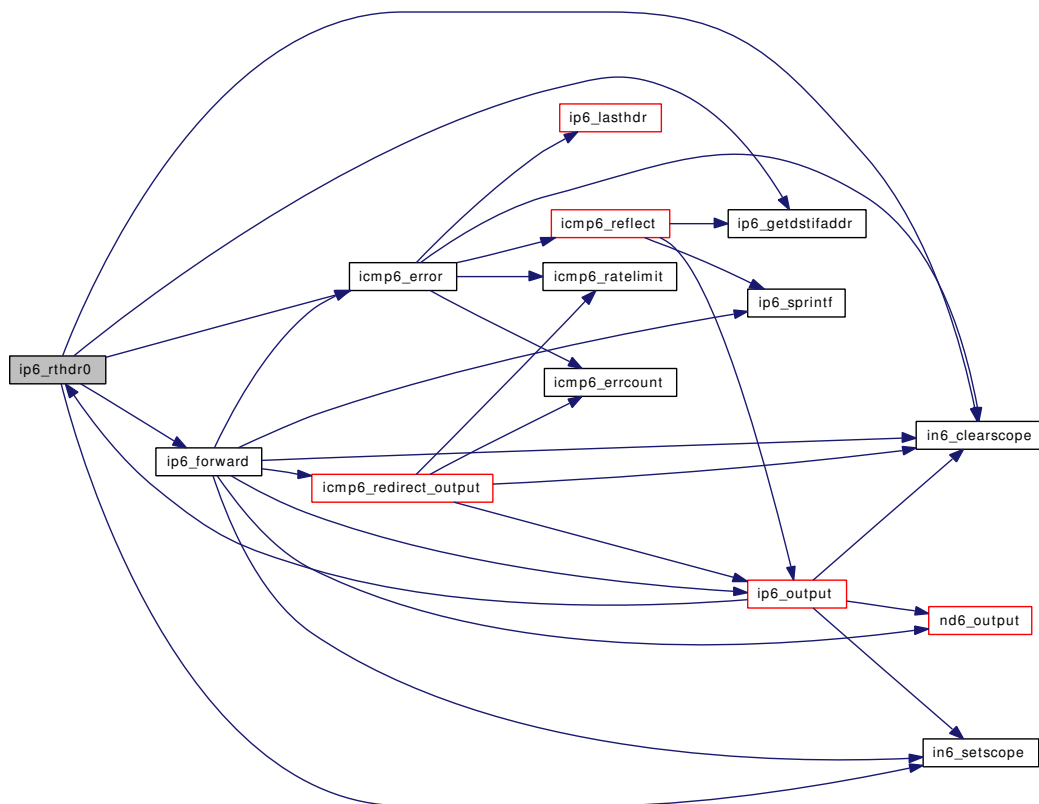 ip6_lasthdr
icmp6_reflect
ip6_getdstifaddr
icmp6_error
icmp6_ratelimit
ip6_sprintf
ip6_rthdr0
icmp6_errcount
in6_clearscope
ip6_forward
icmp6_redirect_output
ip6_output
nd6_output
in6_setscope